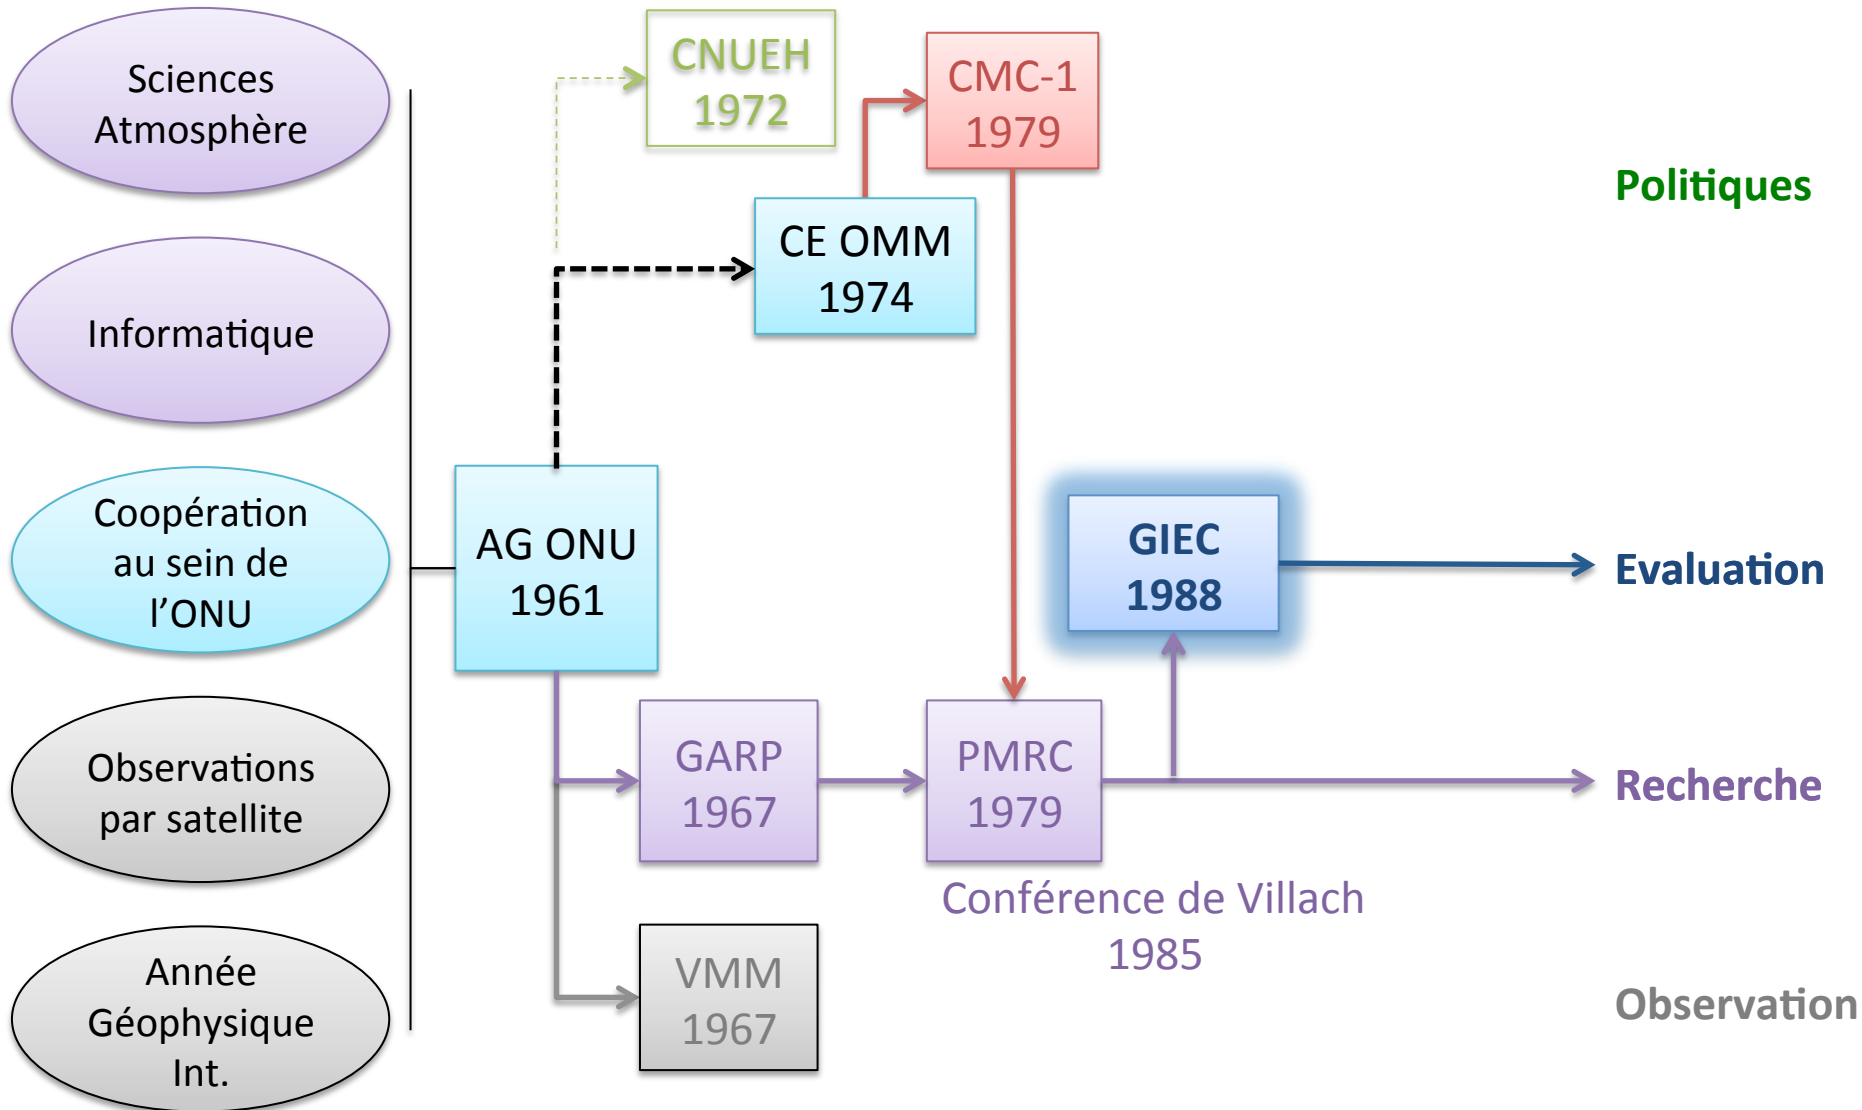 Sciences
Atmosphère
Informatique
Coopération
au sein de
l’ONU
Observations
par satellite
Année
Géophysique
Int.
AG ONU
1961
CNUEH
1972
CE OMM
1974
CMC-1
1979
GARP
1967
VMM
1967
PMRC
1979
Conférence de Villach
1985
GIEC
1988
Politiques
Evaluation
Recherche
Observation